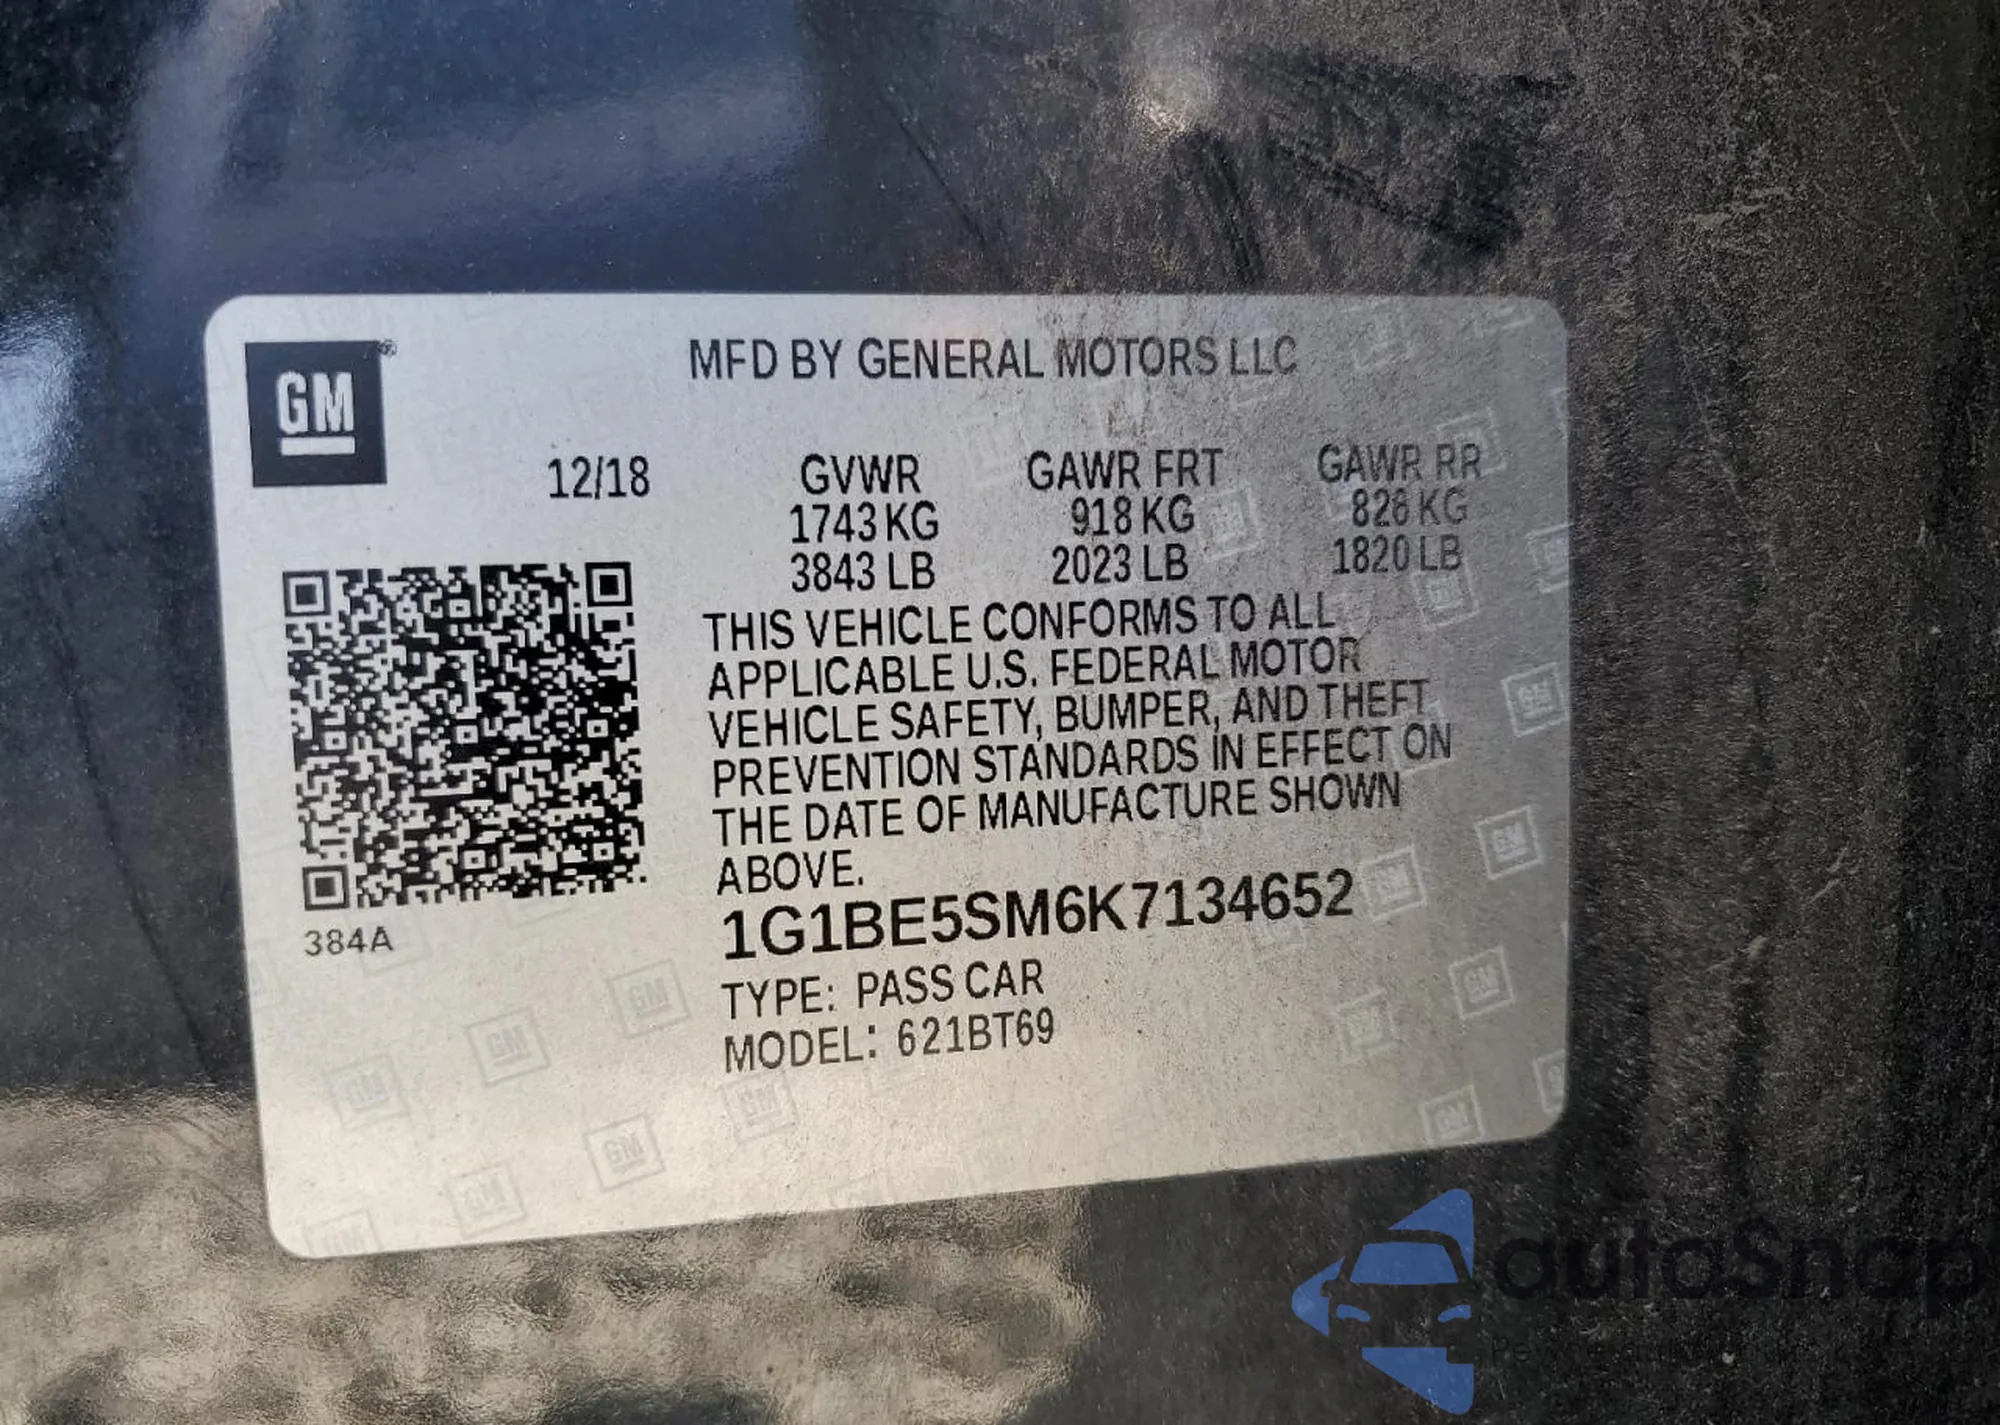 GM®
MFD BY GENERAL MOTORS LLC
12/18 GVWR GAWR FRT GAWR RR
1743 KG 918 KG 826 KG
3843 LB 2023 LB 1820 LB
THIS VEHICLE CONFORMS TO ALL
APPLICABLE U.S. FEDERAL MOTOR
VEHICLE SAFETY, BUMPER, AND THEFT
PREVENTION STANDARDS IN EFFECT ON
THE DATE OF MANUFACTURE SHOWN
ABOVE.
1G1BE5SM6K7134652
384A
TYPE: PASS CAR
MODEL: 621BT69
autoSnap